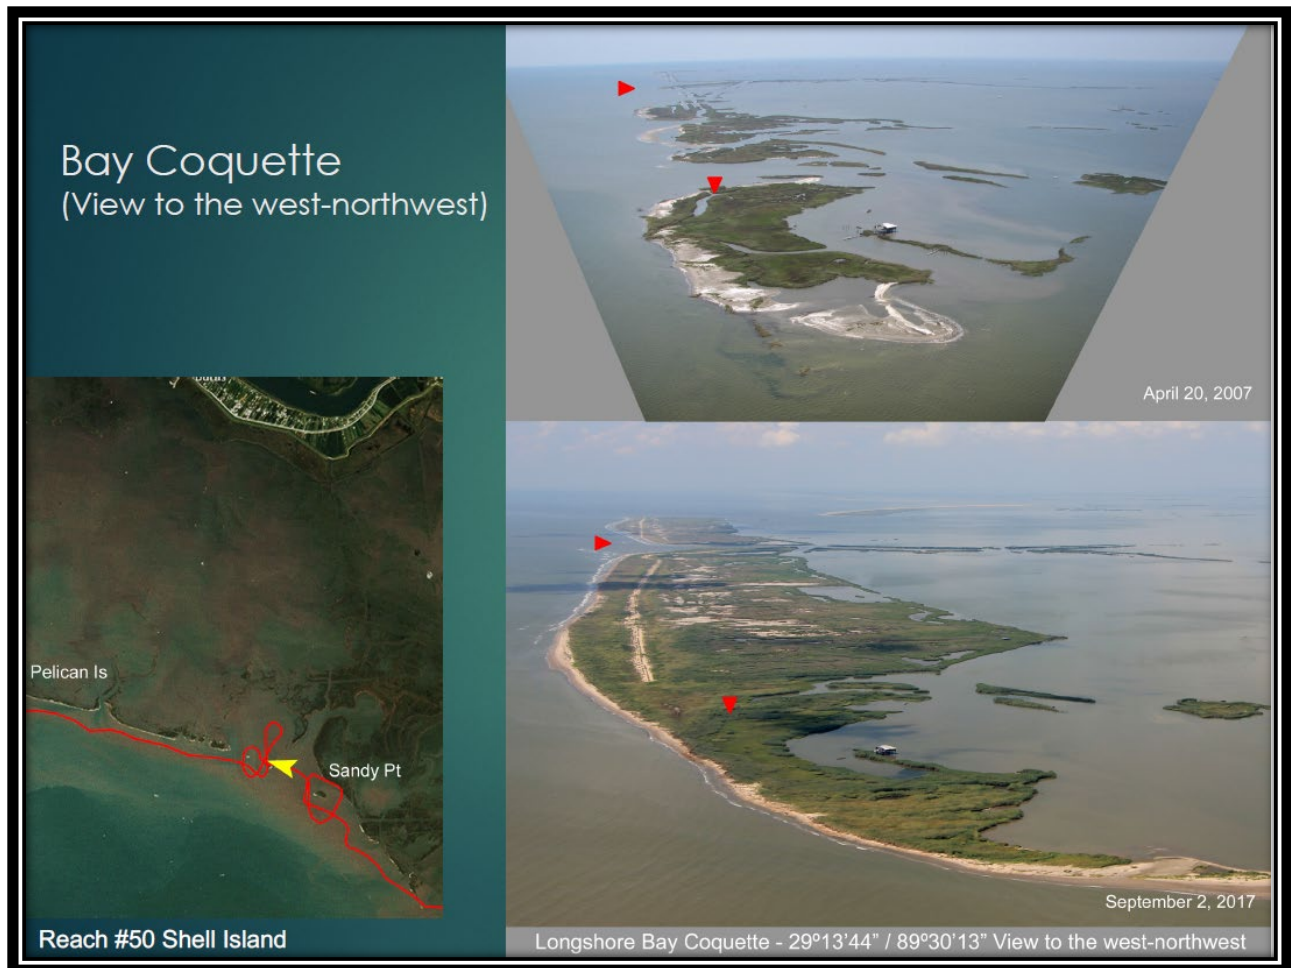 Bay Coquette
(View to the west-northwest)
April 20, 2007
Pelican Is
Sandy Pt
September 2, 2017
Reach #50 Shell Island
Longshore Bay Coquette - 29º13'44" / 89º30'13" View to the west-northwest